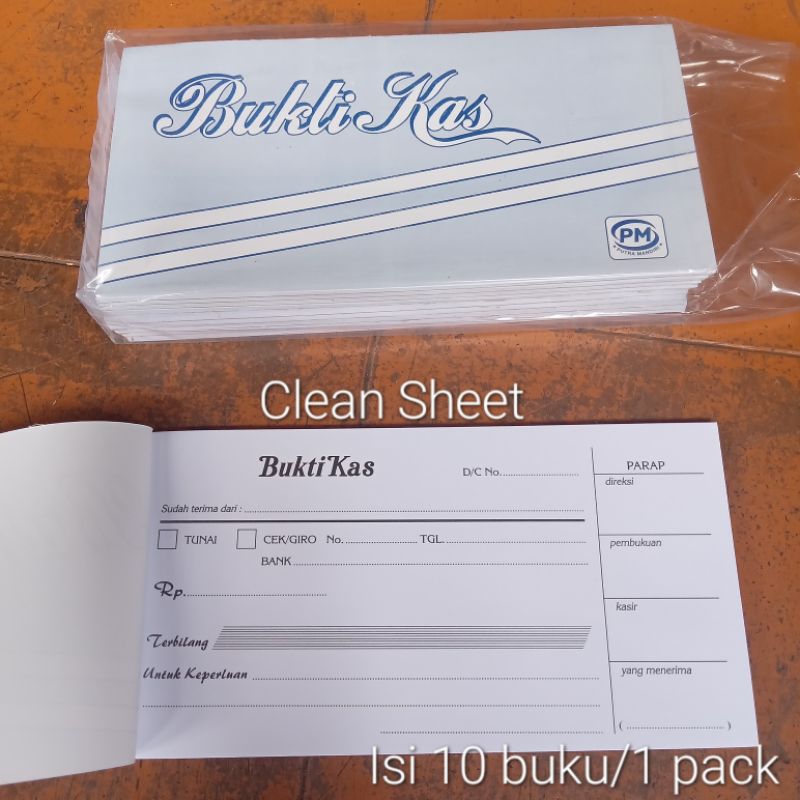 Bukti Kas
PM
PUTRA MANDIRI
Clean Sheet
Bukti Kas
D/C No.
PARAP
direksi
Sudah terima dari :
TUNAI
CEK/GIRO No. TGL.
BANK
pembukuan
Rp.
kasir
Terbilang
Untuk Keperluan
yang menerima
( )
Isi 10 buku/1 pack